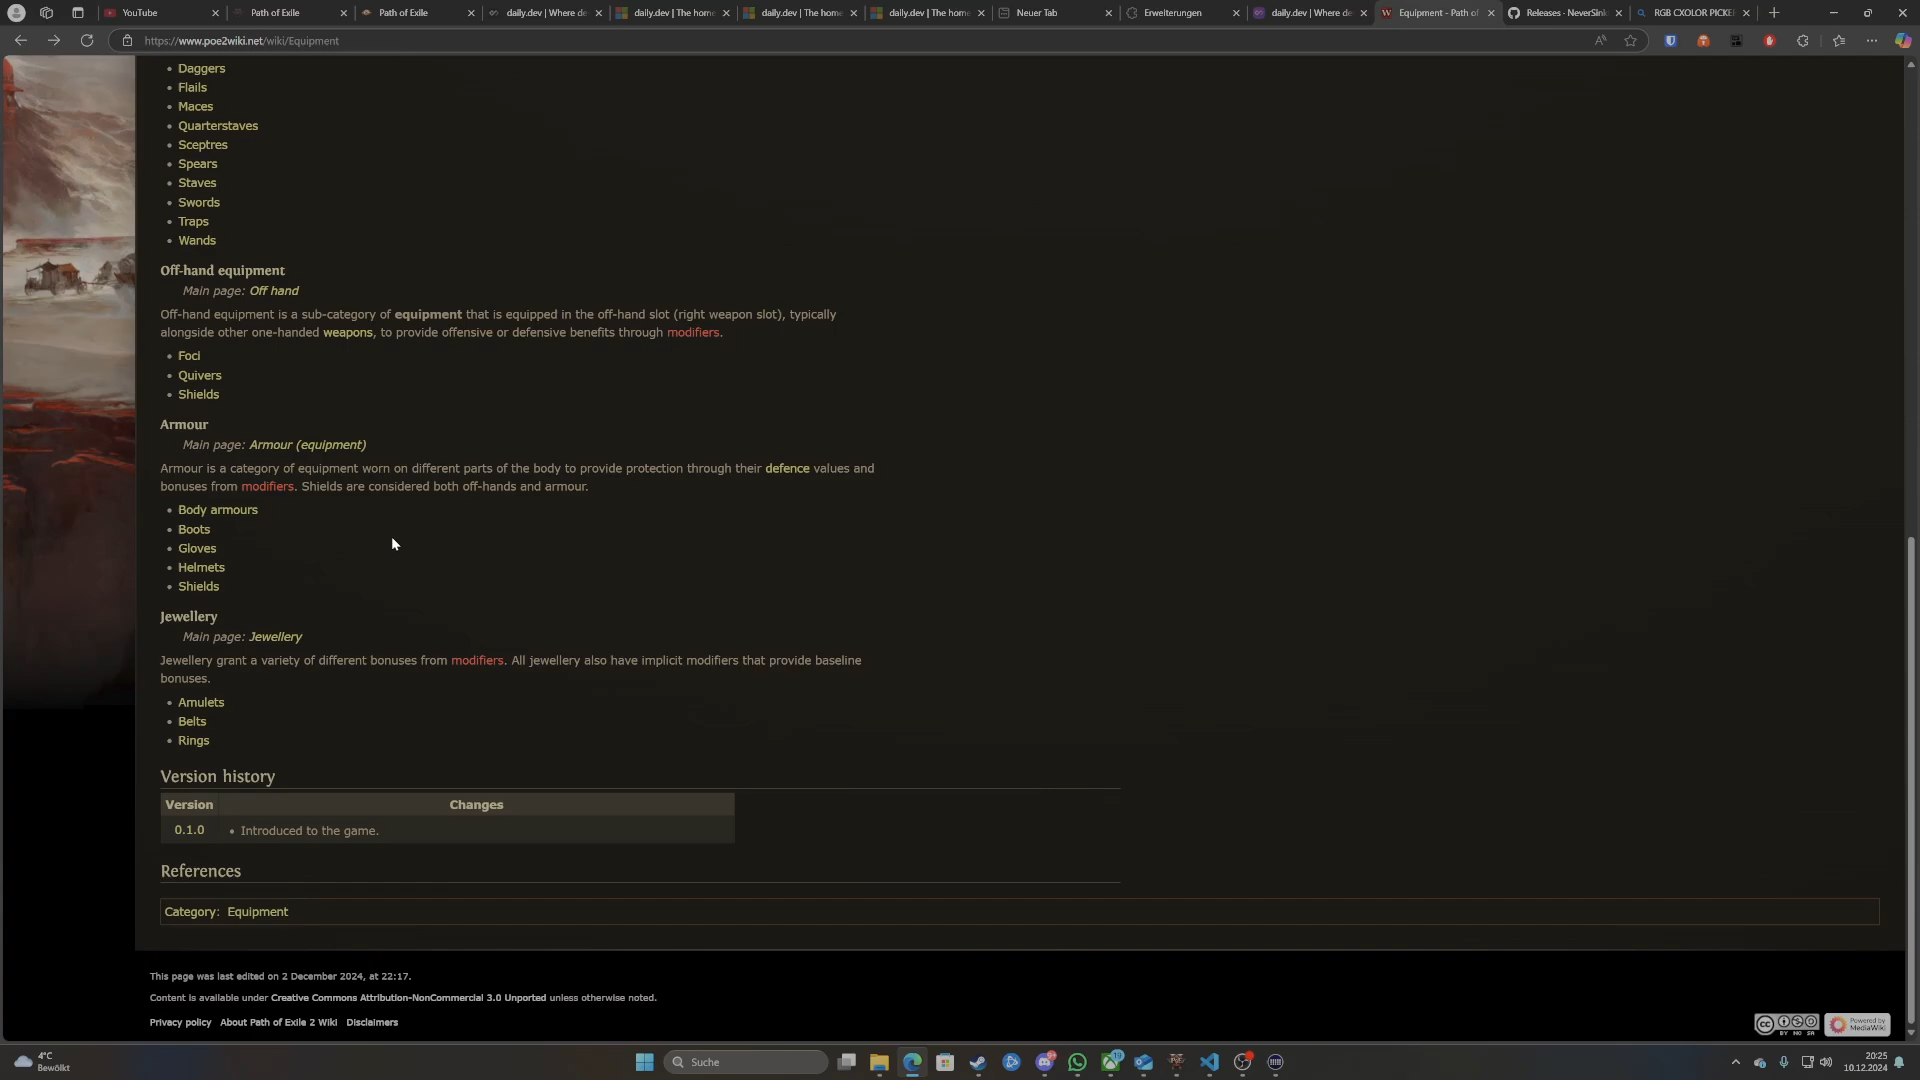 YouTube
Path of Exile
Path of Exile
daily.dev | Where de
daily.dev | The home
daily.dev | The home
daily.dev | The home
Neuer Tab
Erweiterungen
daily.dev | Where de
Equipment - Path of
Releases - NeverSink
RGB CXOLOR PICKE
https://www.poe2wiki.net/wiki/Equipment
Daggers
Flails
Maces
Quarterstaves
Sceptres
Spears
Staves
Swords
Traps
Wands
Off-hand equipment
Main page: Off hand
Off-hand equipment is a sub-category of equipment that is equipped in the off-hand slot (right weapon slot), typically
alongside other one-handed weapons, to provide offensive or defensive benefits through modifiers.
Foci
Quivers
Shields
Armour
Main page: Armour (equipment)
Armour is a category of equipment worn on different parts of the body to provide protection through their defence values and
bonuses from modifiers. Shields are considered both off-hands and armour.
Body armours
Boots
Gloves
Helmets
Shields
Jewellery
Main page: Jewellery
Jewellery grant a variety of different bonuses from modifiers. All jewellery also have implicit modifiers that provide baseline
bonuses.
Amulets
Belts
Rings
Version history
Version Changes
0.1.0 Introduced to the game.
References
Category: Equipment
This page was last edited on 2 December 2024, at 22:17.
Content is available under Creative Commons Attribution-NonCommercial 3.0 Unported unless otherwise noted.
Privacy policy About Path of Exile 2 Wiki Disclaimers
Powered by
MediaWiki
4°C
Bewölkt
Suche
20:25
10.12.2024